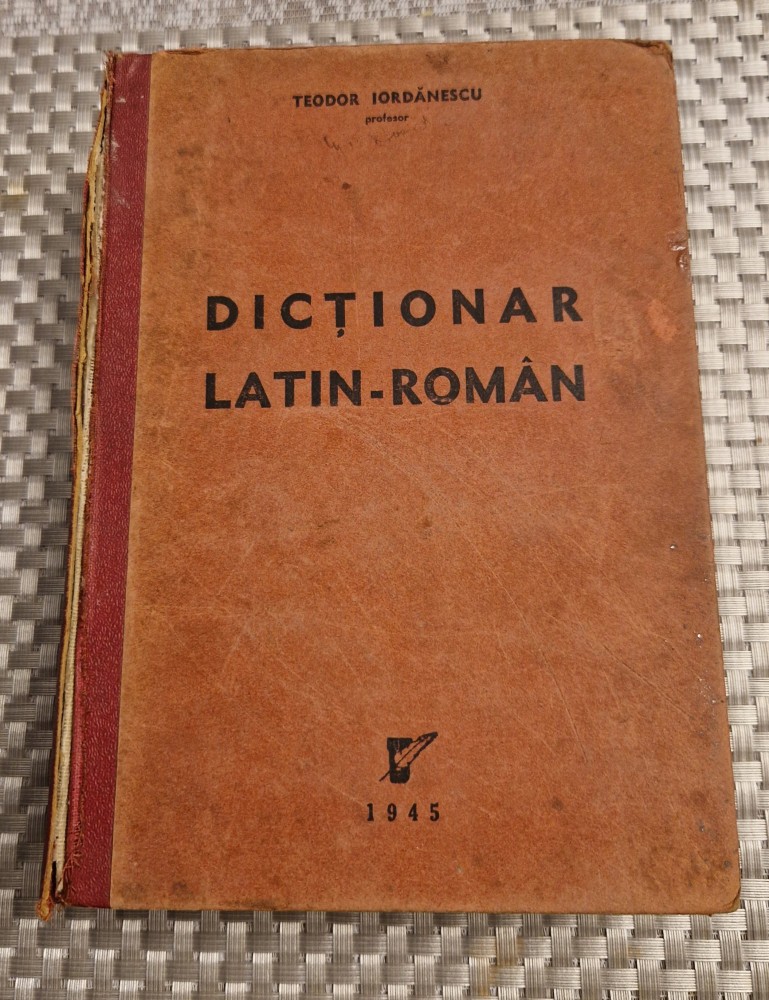 TEODOR IORDĂNESCU
profesor
DICȚIONAR
LATIN-ROMÂN
1945